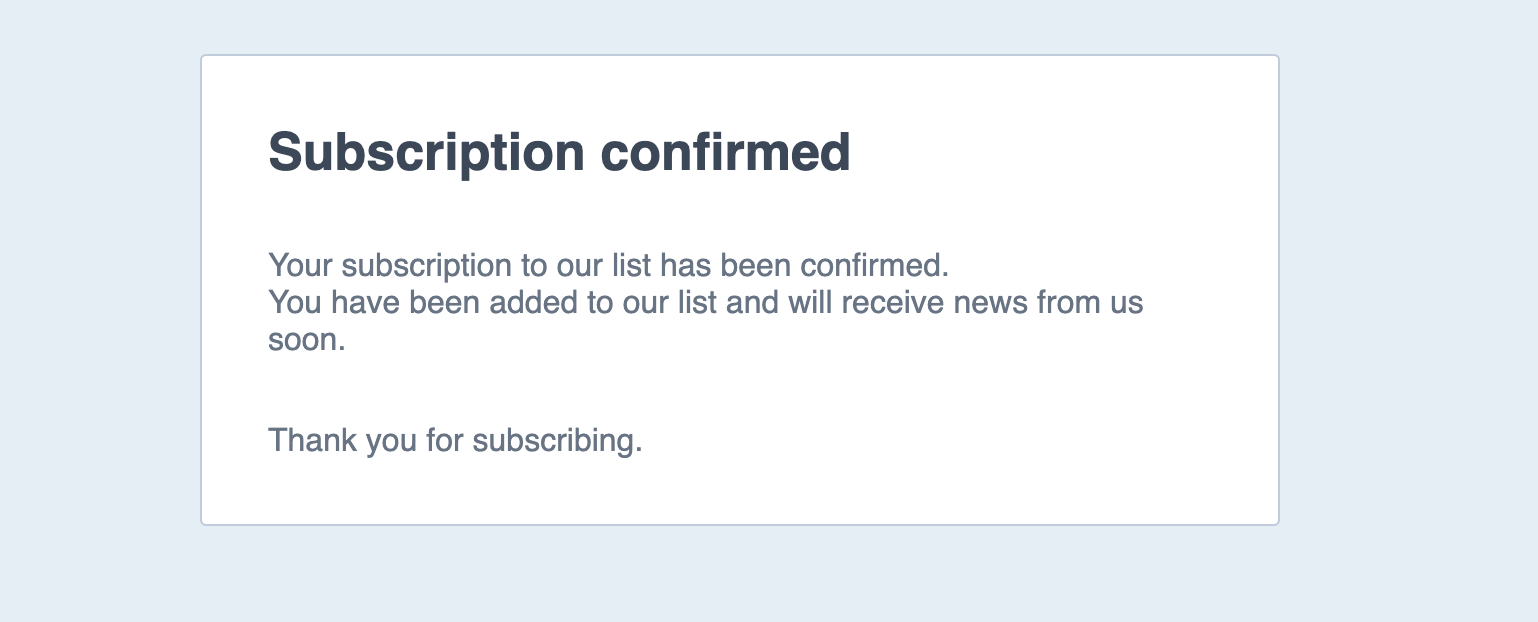 Subscription confirmed
Your subscription to our list has been confirmed.
You have been added to our list and will receive news from us
soon.
Thank you for subscribing.